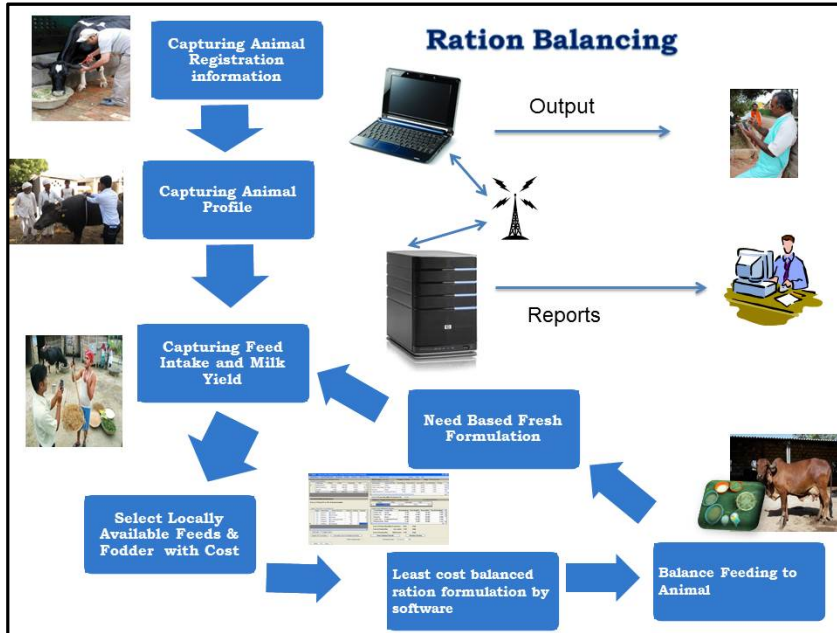 Ration Balancing
Capturing Animal
Registration
information
Output
Capturing Animal
Profile
Reports
Capturing Feed
Intake and Milk
Yield
Need Based Fresh
Formulation
Select Locally
Available Feeds &
Fodder with Cost
Least cost balanced
ration formulation by
software
Balance Feeding to
Animal